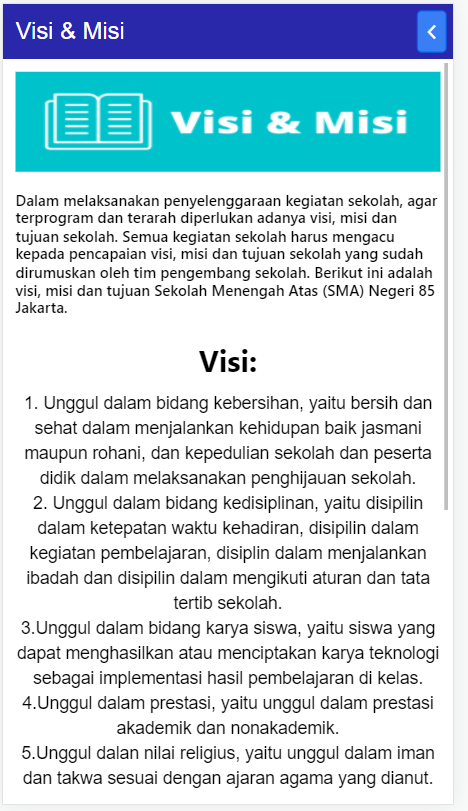 Visi & Misi
Visi & Misi
Dalam melaksanakan penyelenggaraan kegiatan sekolah, agar
terprogram dan terarah diperlukan adanya visi, misi dan
tujuan sekolah. Semua kegiatan sekolah harus mengacu
kepada pencapaian visi, misi dan tujuan sekolah yang sudah
dirumuskan oleh tim pengembang sekolah. Berikut ini adalah
visi, misi dan tujuan Sekolah Menengah Atas (SMA) Negeri 85
Jakarta.
Visi:
1. Unggul dalam bidang kebersihan, yaitu bersih dan
sehat dalam menjalankan kehidupan baik jasmani
maupun rohani, dan kepedulian sekolah dan peserta
didik dalam melaksanakan penghijauan sekolah.
2. Unggul dalam bidang kedisiplinan, yaitu disipilin
dalam ketepatan waktu kehadiran, disipilin dalam
kegiatan pembelajaran, disiplin dalam menjalankan
ibadah dan disipilin dalam mengikuti aturan dan tata
tertib sekolah.
3.Unggul dalam bidang karya siswa, yaitu siswa yang
dapat menghasilkan atau menciptakan karya teknologi
sebagai implementasi hasil pembelajaran di kelas.
4.Unggul dalam prestasi, yaitu unggul dalam prestasi
akademik dan nonakademik.
5.Unggul dalan nilai religius, yaitu unggul dalam iman
dan takwa sesuai dengan ajaran agama yang dianut.